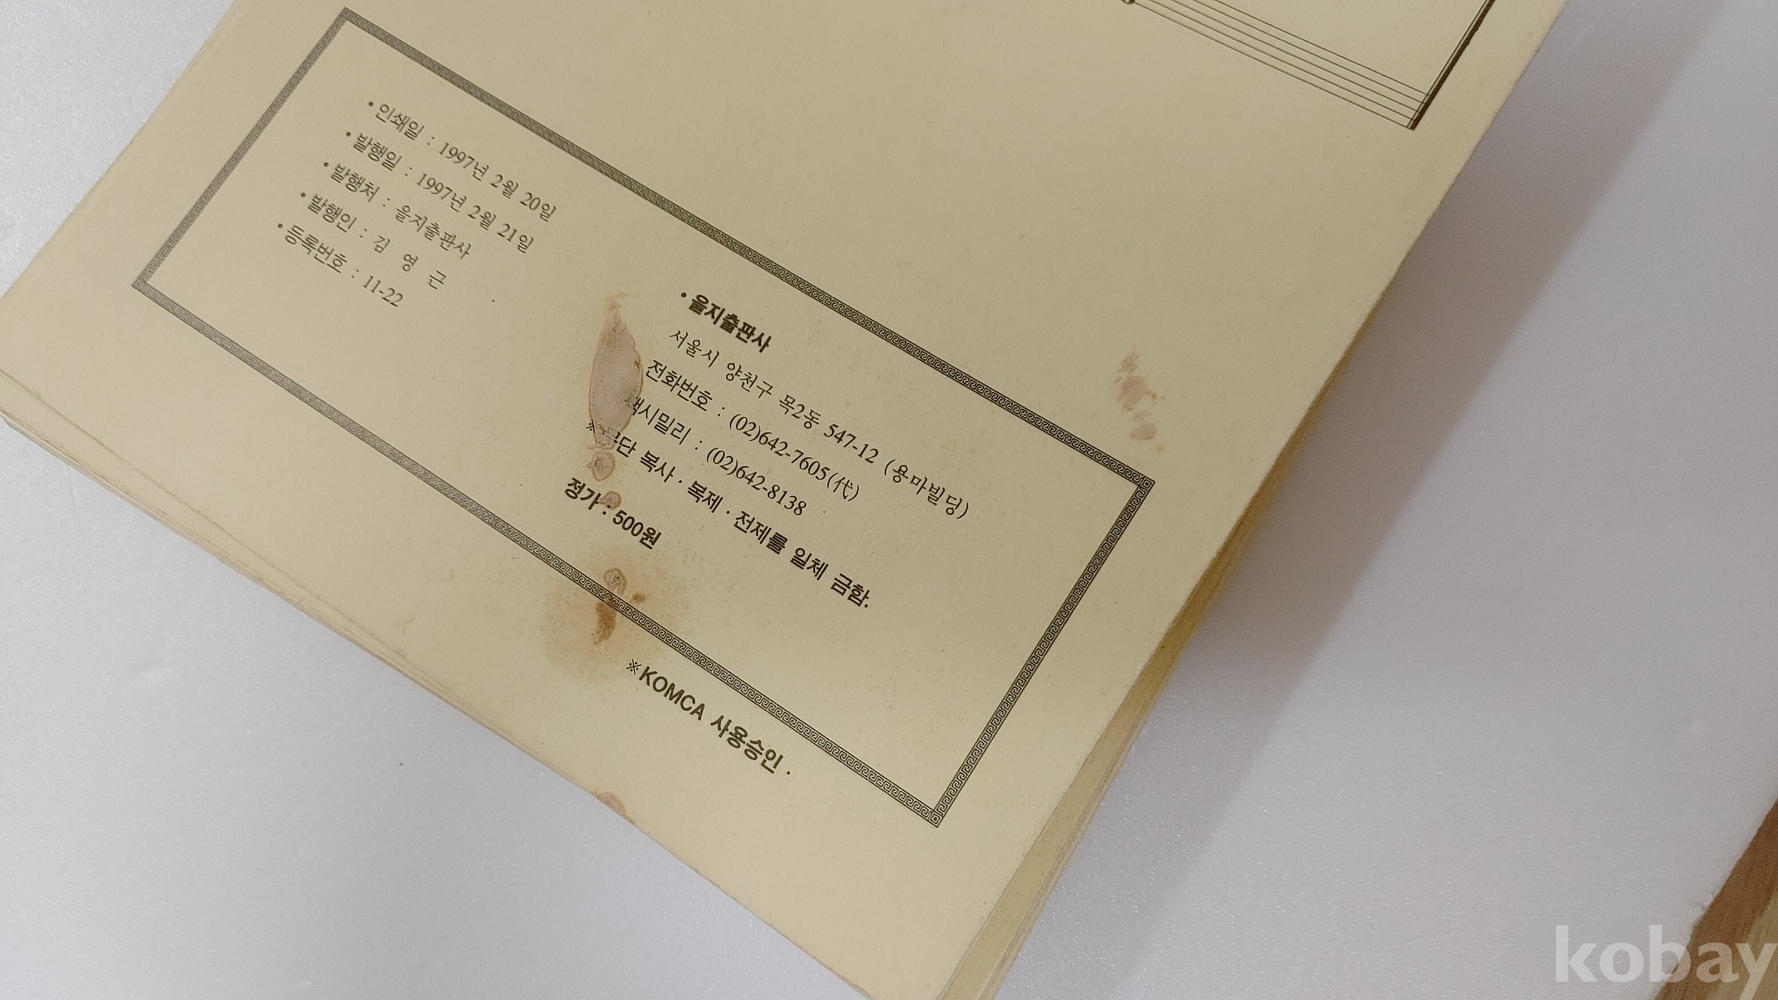 • 인쇄일 : 1997년 2월 20일
• 발행일 : 1997년 2월 21일
• 발행처 : 을지출판사
• 발행인 : 김 영 근
• 등록번호 : 11-22
• 을지출판사
서울시 양천구 목2동 547-12 (용마빌딩)
전화번호 : (02)642-7605(代)
팩시밀리 : (02)642-8138
※무단 복사 · 복제 · 전제를 일체 금함.
정가 : 500원
※KOMCA 사용승인 .
kobay